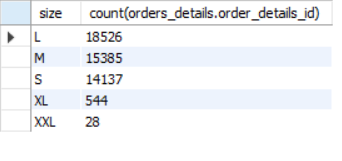 size count(orders_details.order_details_id)
L 18526
M 15385
S 14137
XL 544
XXL 28